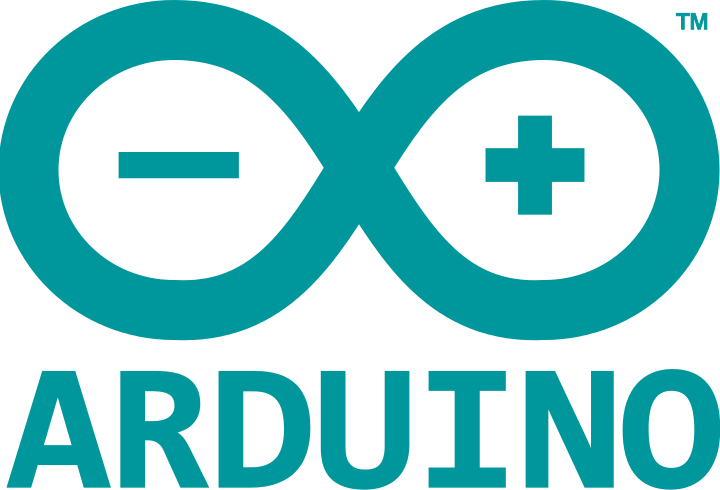 ™
− +
ARDUINO